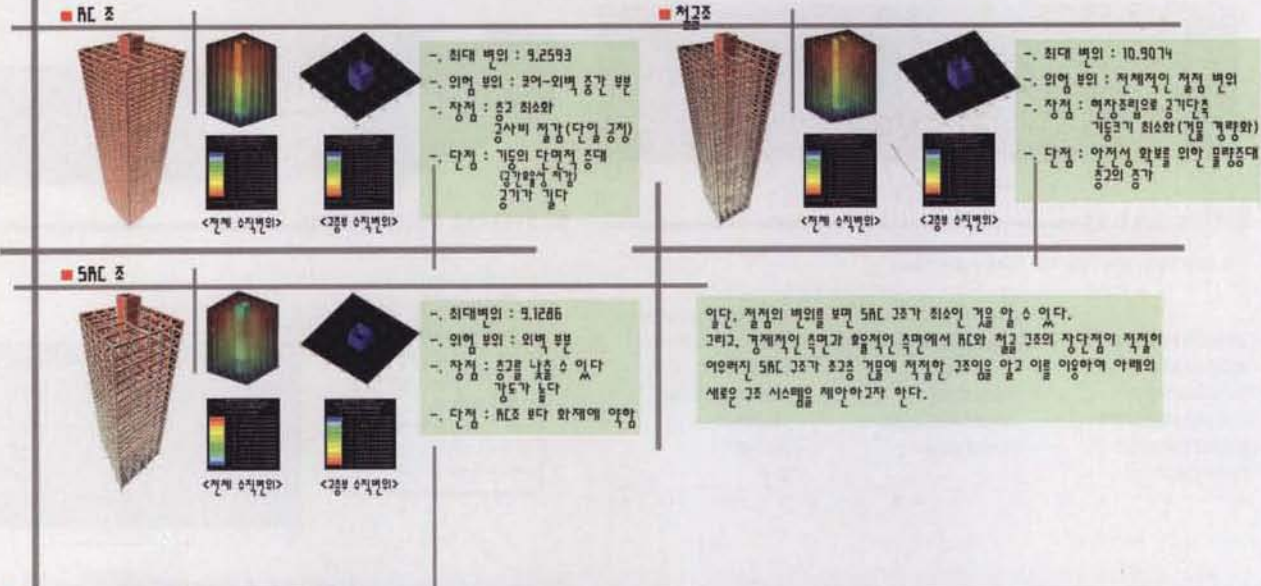 ■ RC 조
-. 최대 변위 : 9.2593
-. 위험 부위 : 코어-외벽 중간 부분
-. 장점 : 층고 최소화
공사비 절감(단일 공정)
-. 단점 : 기둥의 단면적 증대
(공간활용성 저감)
공기가 길다
<전체 수직변위> <고층부 수직변위>
■ 철골조
-. 최대 변위 : 10.9074
-. 위험 부위 : 전체적인 절점 변위
-. 장점 : 현장조립으로 공기단축
기둥크기 최소화(건물 경량화)
-. 단점 : 안전성 확보를 위한 물량증대
층고의 증가
<전체 수직변위> <고층부 수직변위>
■ SRC 조
-. 최대변위 : 9.1286
-. 위험 부위 : 외벽 부분
-. 장점 : 층고를 낮출 수 있다
강도가 높다
-. 단점 : RC조 보다 화재에 약함
<전체 수직변위> <고층부 수직변위>
일단, 절점의 변위를 보면 SRC 구조가 최소인 것을 알 수 있다.
그리고, 경제적인 측면과 효율적인 측면에서 RC와 철골 구조의 장단점이 적절히
어우러진 SRC 구조가 초고층 건물에 적절한 구조임을 알고 이를 이용하여 아래의
새로운 구조 시스템을 제안하고자 한다.